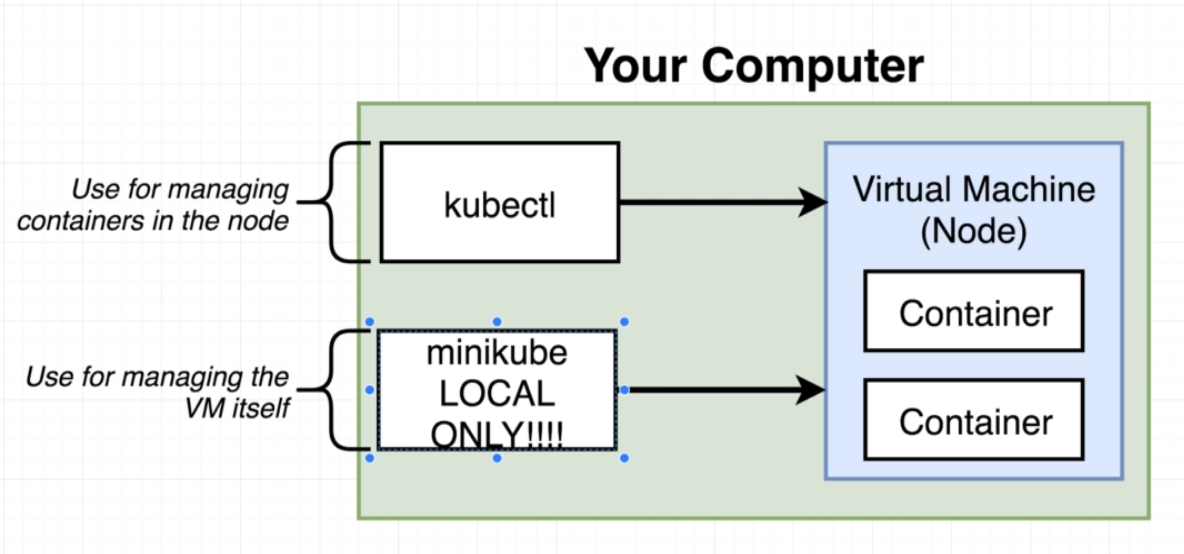 Your Computer
Use for managing
containers in the node
kubectl
Virtual Machine
(Node)
Container
Use for managing the
VM itself
minikube
LOCAL
ONLY!!!!
Container